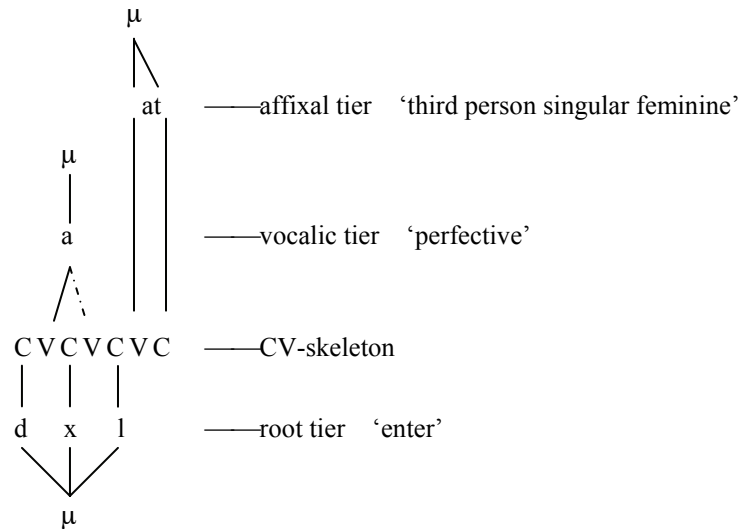 μ
at affixal tier ‘third person singular feminine’
μ
a vocalic tier ‘perfective’
C V C V C V C CV-skeleton
d x l root tier ‘enter’
μ